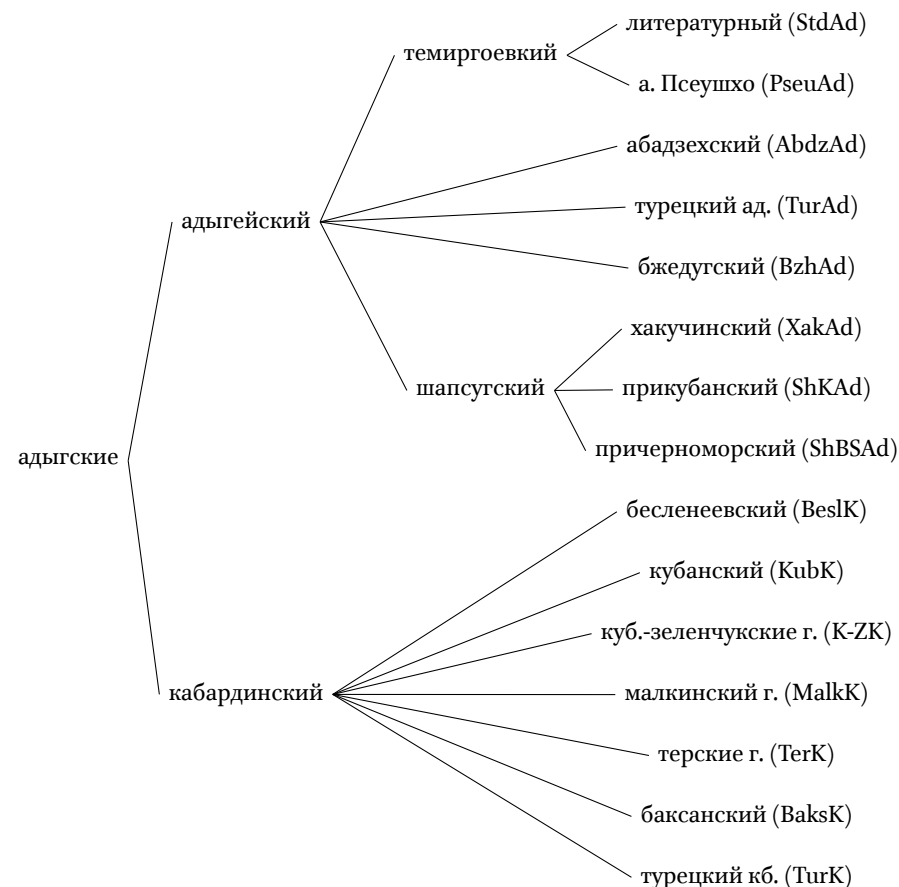 литературный (StdAd)
темиргоевкий
а. Псеушхо (PseuAd)
абадзехский (AbdzAd)
турецкий ад. (TurAd)
адыгейский
бжедугский (BzhAd)
хакучинский (XakAd)
шапсугский
прикубанский (ShKAd)
причерноморский (ShBSAd)
адыгские
бесленеевский (BeslK)
кубанский (KubK)
куб.-зеленчукские г. (K-ZK)
кабардинский
малкинский г. (MalkK)
терские г. (TerK)
баксанский (BaksK)
турецкий кб. (TurK)